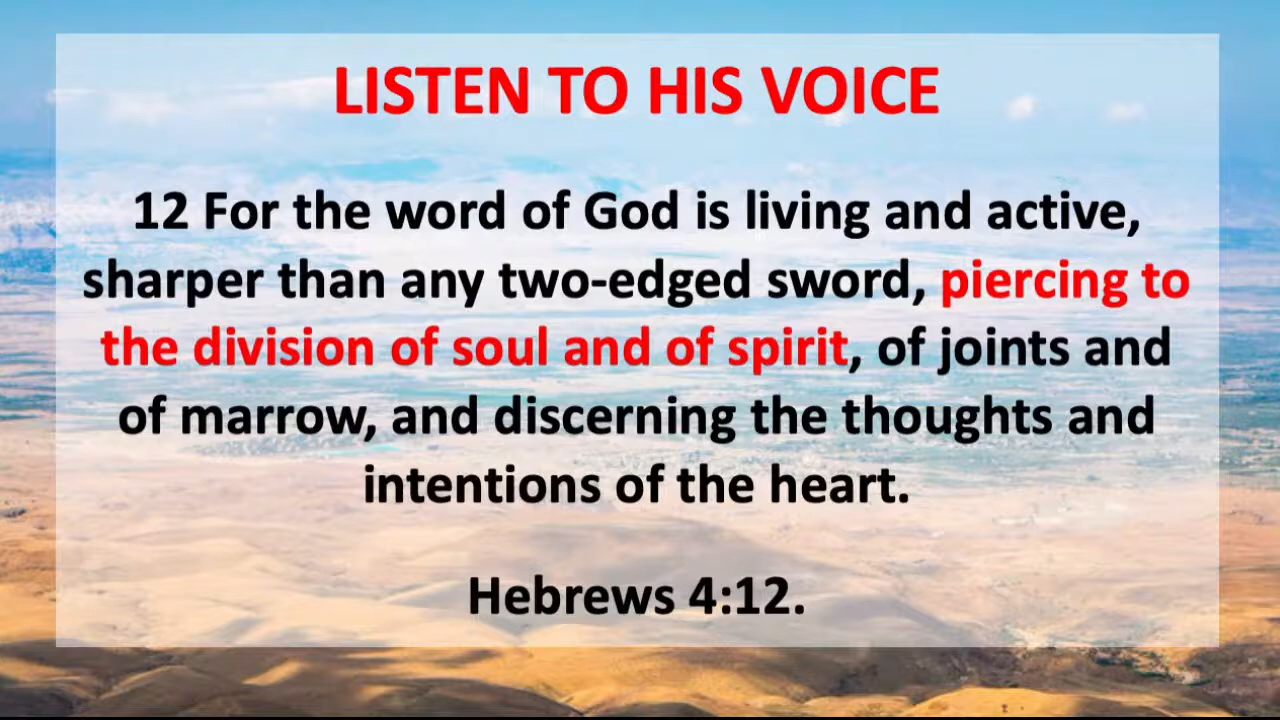 LISTEN TO HIS VOICE
12 For the word of God is living and active,
sharper than any two-edged sword, piercing to
the division of soul and of spirit, of joints and
of marrow, and discerning the thoughts and
intentions of the heart.
Hebrews 4:12.